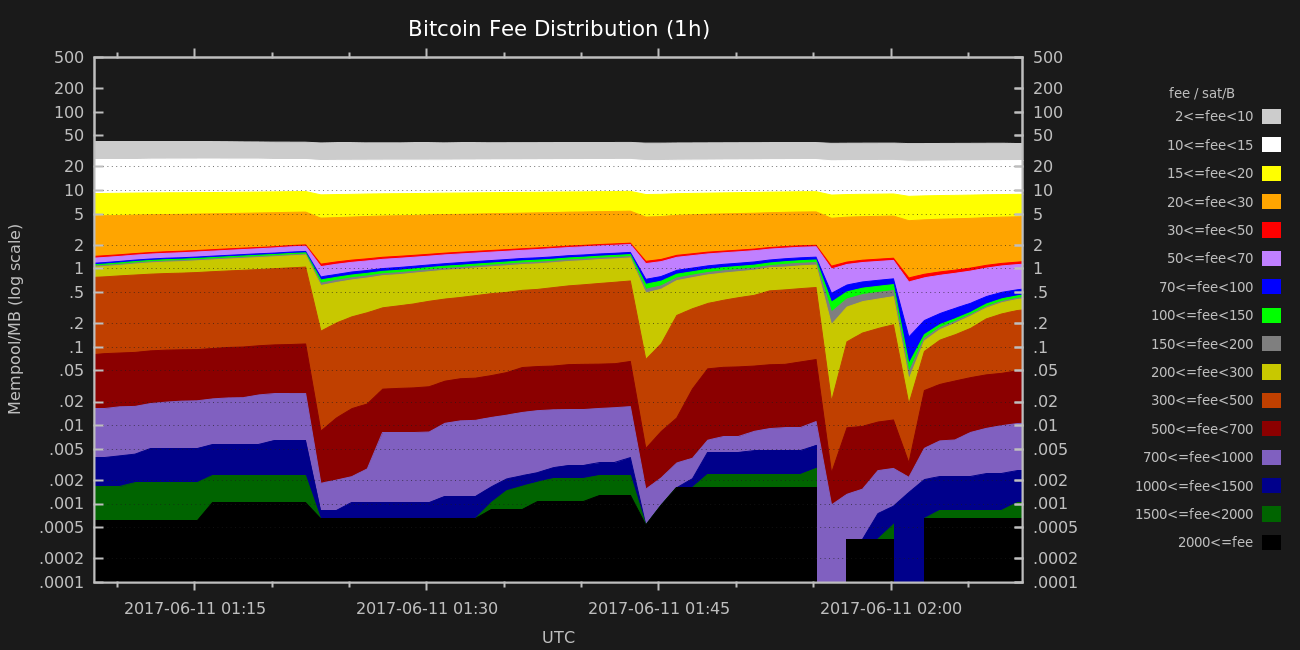 Bitcoin Fee Distribution (1h)
Mempool/MB (log scale)
500
200
100
50
20
10
5
2
1
.5
.2
.1
.05
.02
.01
.005
.002
.001
.0005
.0002
.0001
500
200
100
50
20
10
5
2
1
.5
.2
.1
.05
.02
.01
.005
.002
.001
.0005
.0002
.0001
2017-06-11 01:15 2017-06-11 01:30 2017-06-11 01:45 2017-06-11 02:00
UTC
fee / sat/B
2<=fee<10
10<=fee<15
15<=fee<20
20<=fee<30
30<=fee<50
50<=fee<70
70<=fee<100
100<=fee<150
150<=fee<200
200<=fee<300
300<=fee<500
500<=fee<700
700<=fee<1000
1000<=fee<1500
1500<=fee<2000
2000<=fee